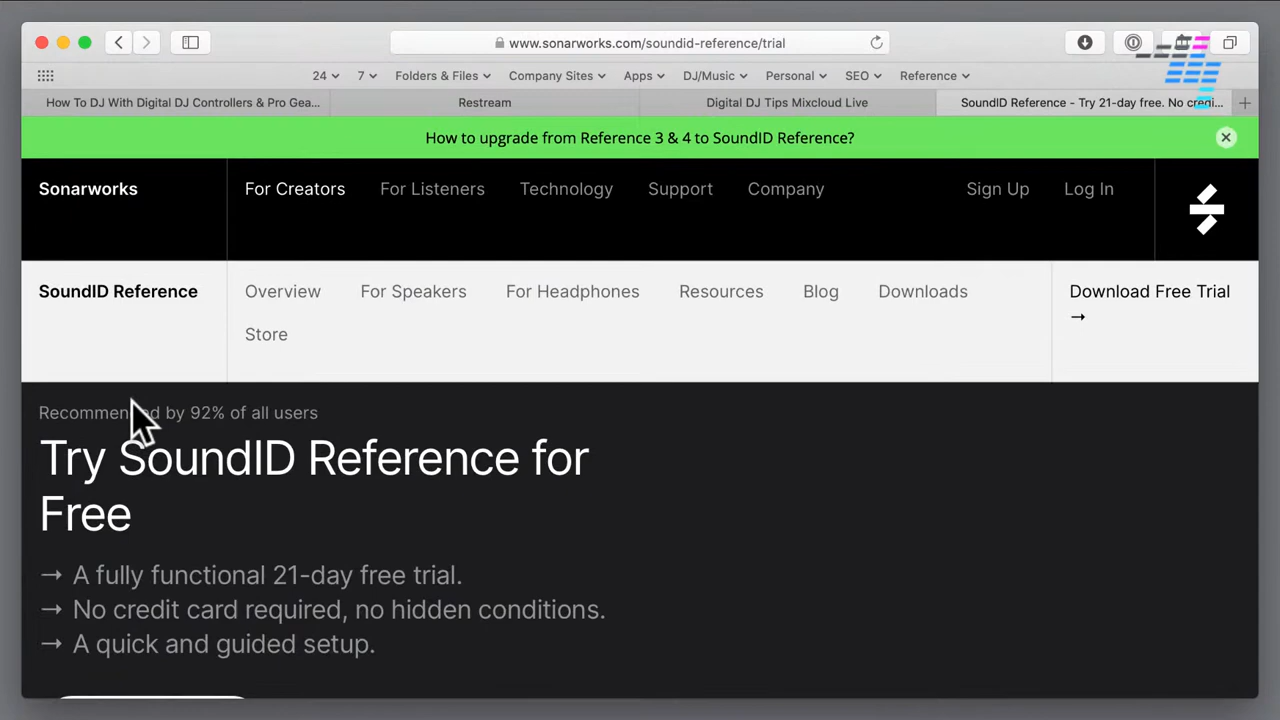 www.sonarworks.com/soundid-reference/trial
24 7 Folders & Files Company Sites Apps DJ/Music Personal SEO Reference
How To DJ With Digital DJ Controllers & Pro Gea... Restream Digital DJ Tips Mixcloud Live SoundID Reference - Try 21-day free. No credi...
How to upgrade from Reference 3 & 4 to SoundID Reference?
Sonarworks For Creators For Listeners Technology Support Company Sign Up Log In
SoundID Reference Overview For Speakers For Headphones Resources Blog Downloads Download Free Trial
→
Store
Recommended by 92% of all users
Try SoundID Reference for
Free
→ A fully functional 21-day free trial.
→ No credit card required, no hidden conditions.
→ A quick and guided setup.